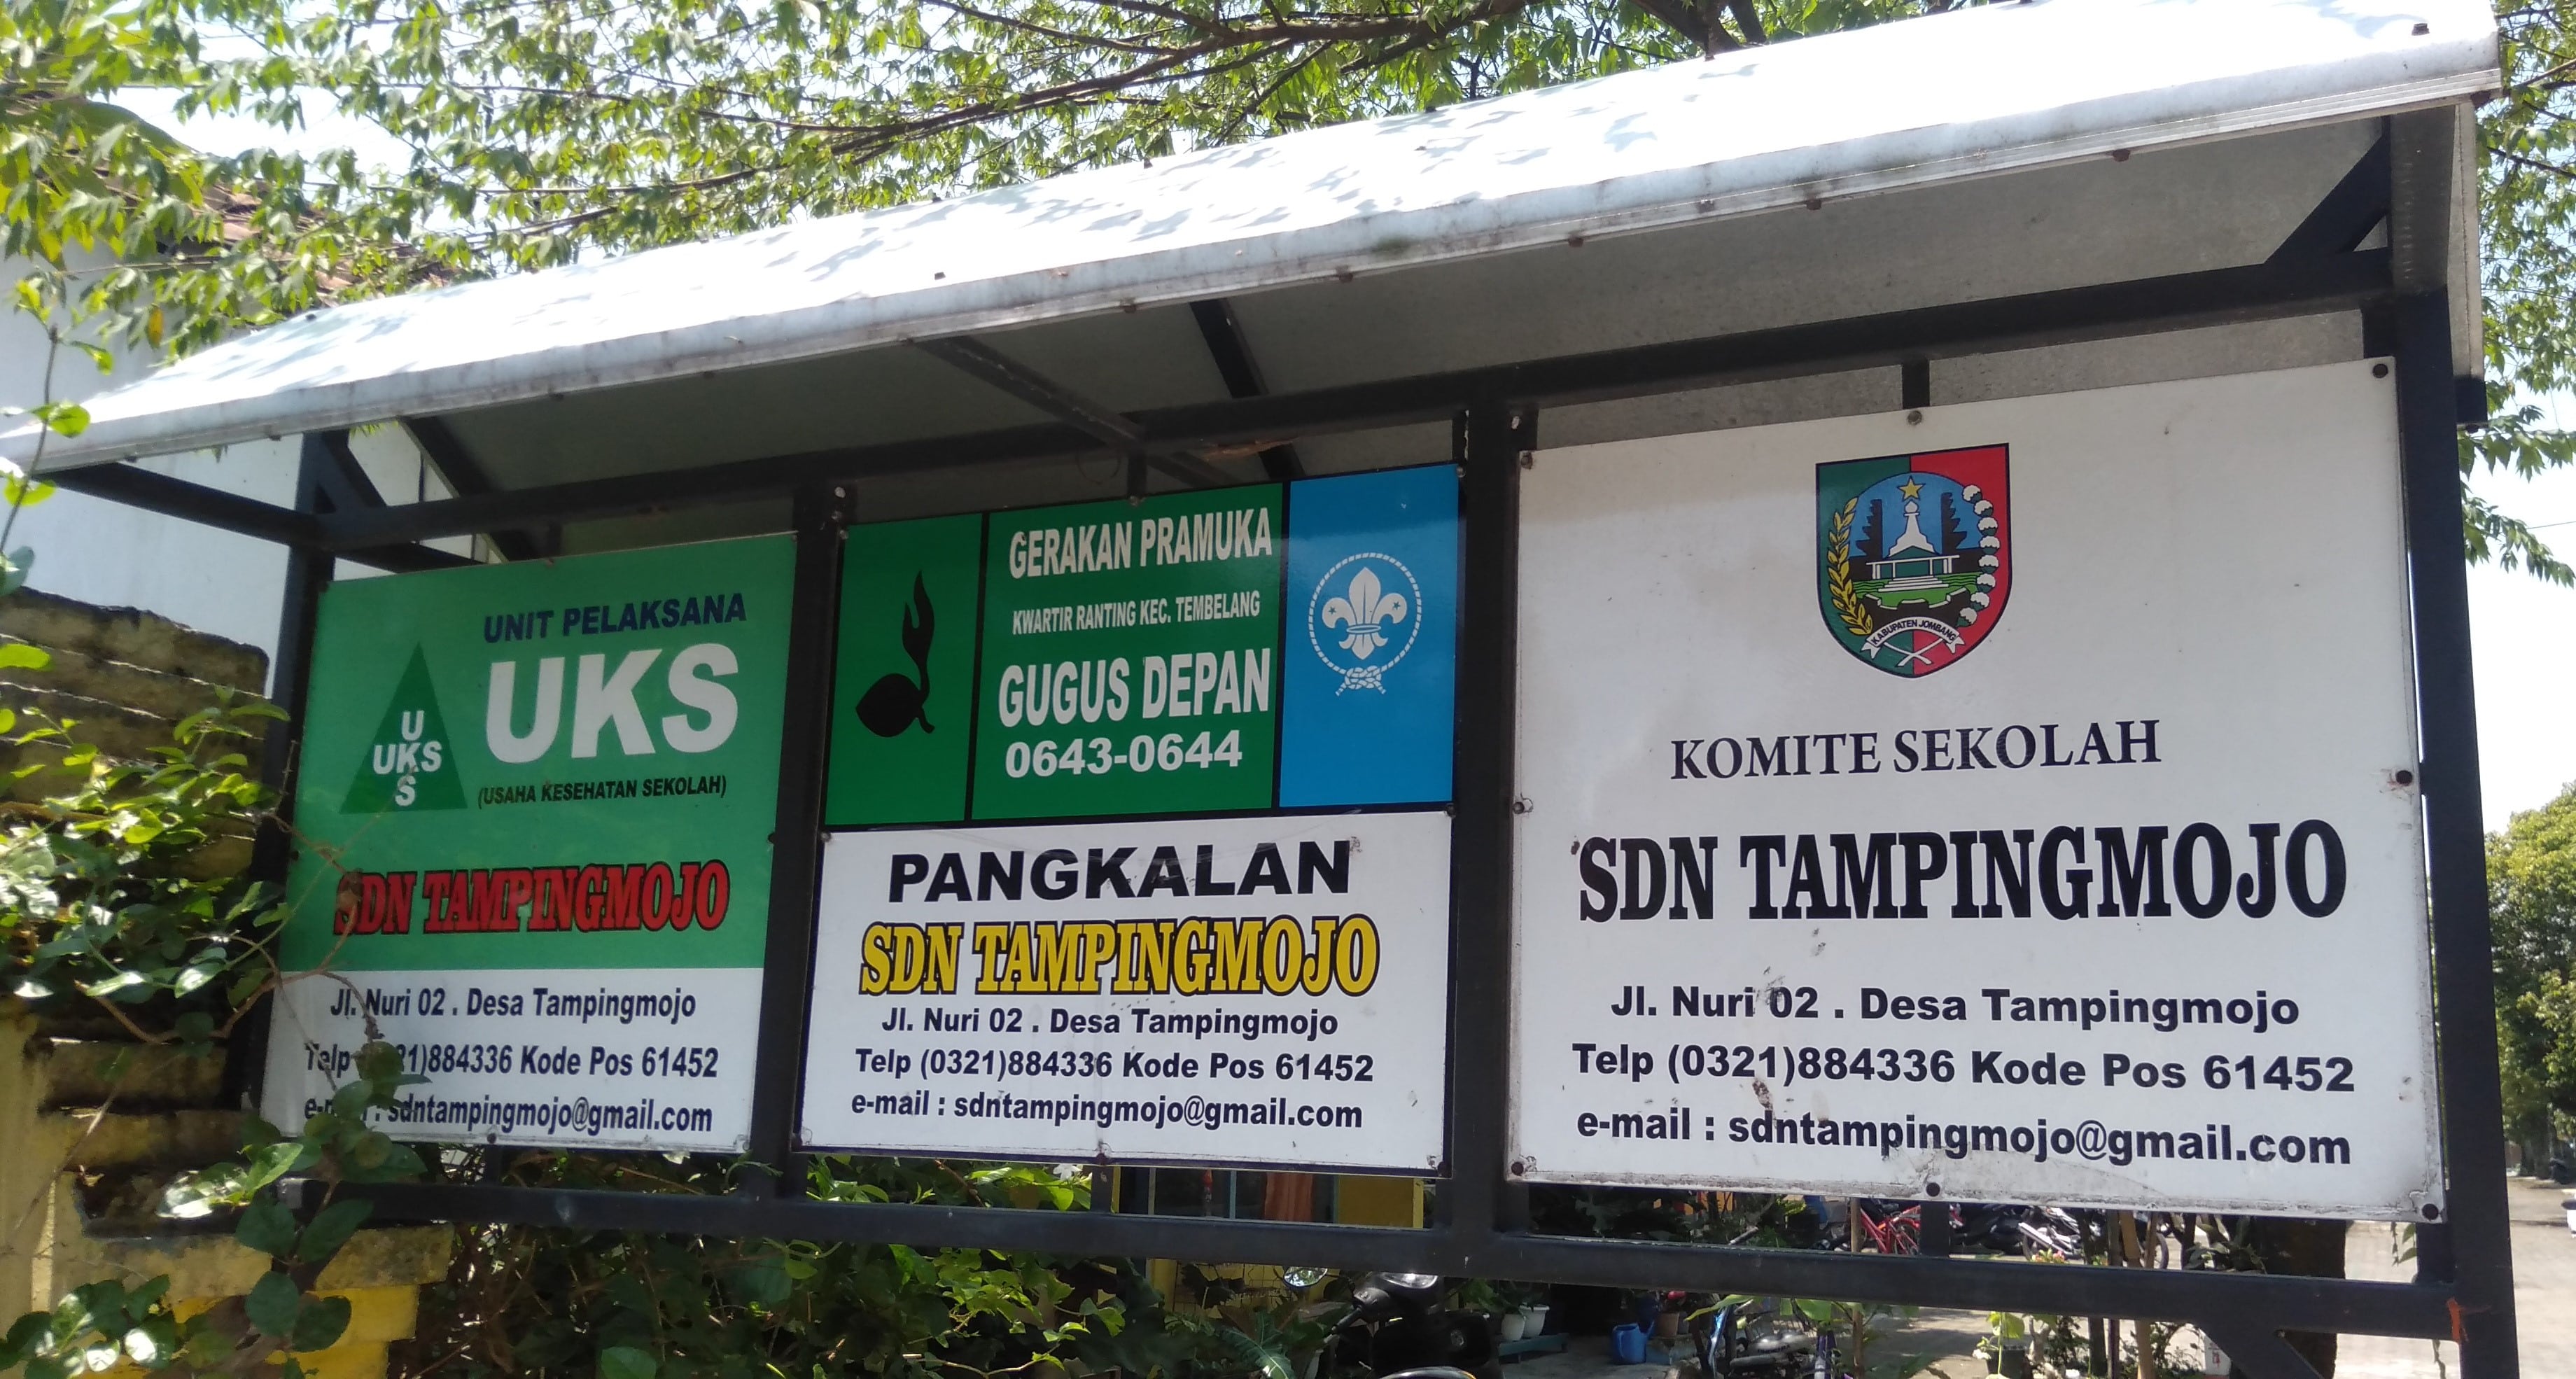 UNIT PELAKSANA
UKS
(USAHA KESEHATAN SEKOLAH)
U
UKS
S
SDN TAMPINGMOJO
Jl. Nuri 02 . Desa Tampingmojo
Telp 21)884336 Kode Pos 61452
: sdntampingmojo@gmail.com
GERAKAN PRAMUKA
KWARTIR RANTING KEC. TEMBELANG
GUGUS DEPAN
0643-0644
PANGKALAN
SDN TAMPINGMOJO
Jl. Nuri 02 . Desa Tampingmojo
Telp (0321)884336 Kode Pos 61452
e-mail : sdntampingmojo@gmail.com
KABUPATEN JOMBANG
KOMITE SEKOLAH
SDN TAMPINGMOJO
Jl. Nuri 02 . Desa Tampingmojo
Telp (0321)884336 Kode Pos 61452
e-mail : sdntampingmojo@gmail.com